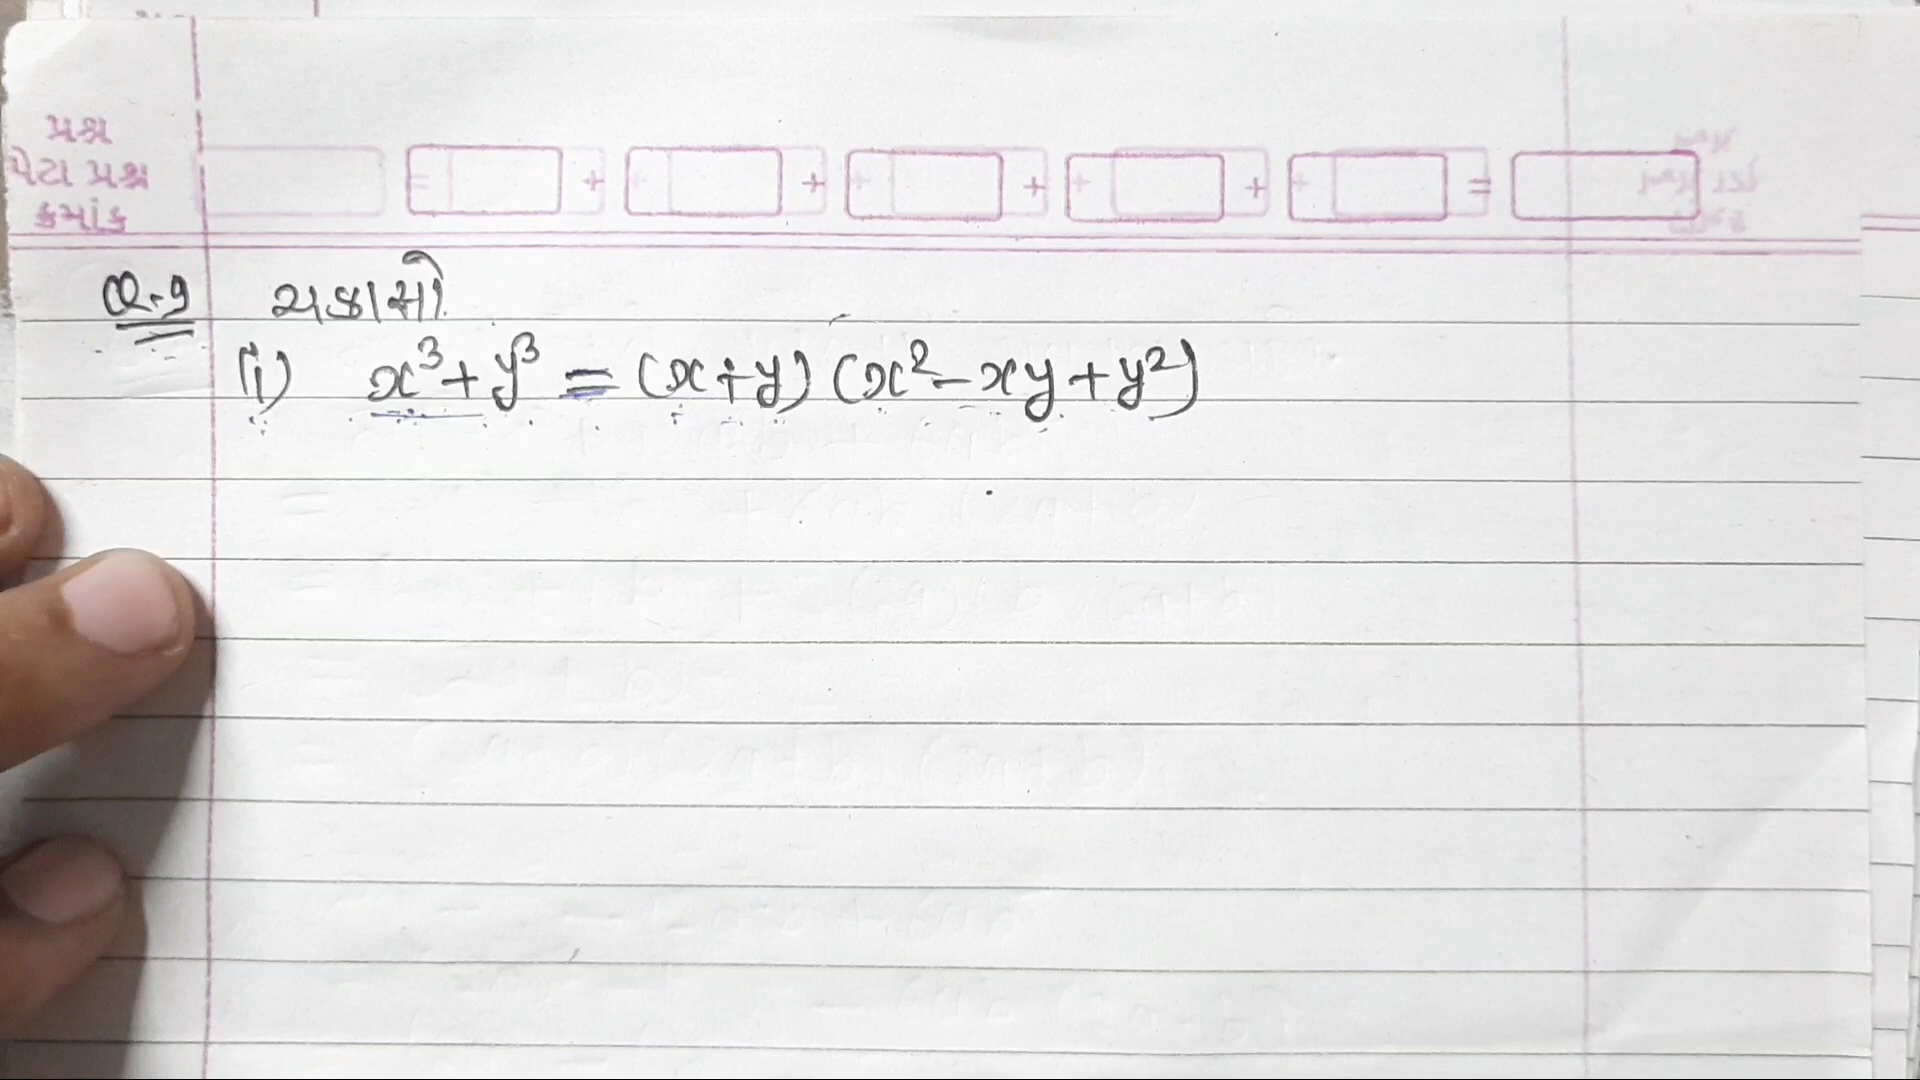 પ્રશ્ન
પેટા પ્રશ્ન
ક્રમાંક
= + + + + =
Q.9 ચકાસો
(i) x³ + y³ = (x + y) (x² - xy + y²)